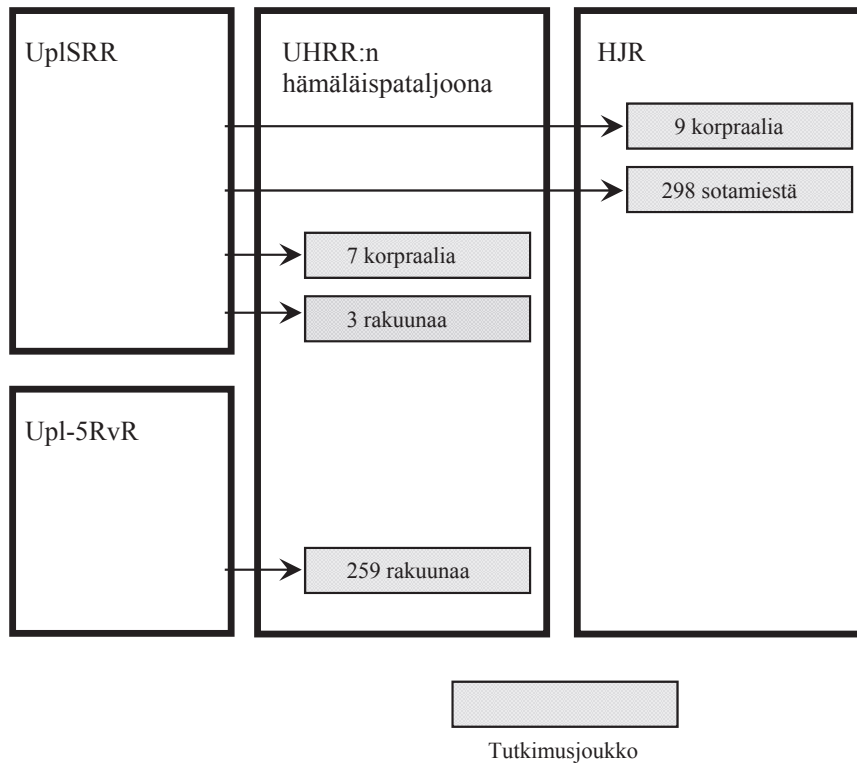 UplSRR
UHRR:n
hämäläispataljoona
HJR
9 korpraalia
298 sotamiestä
7 korpraalia
3 rakuunaa
Upl-5RvR
259 rakuunaa
Tutkimusjoukko